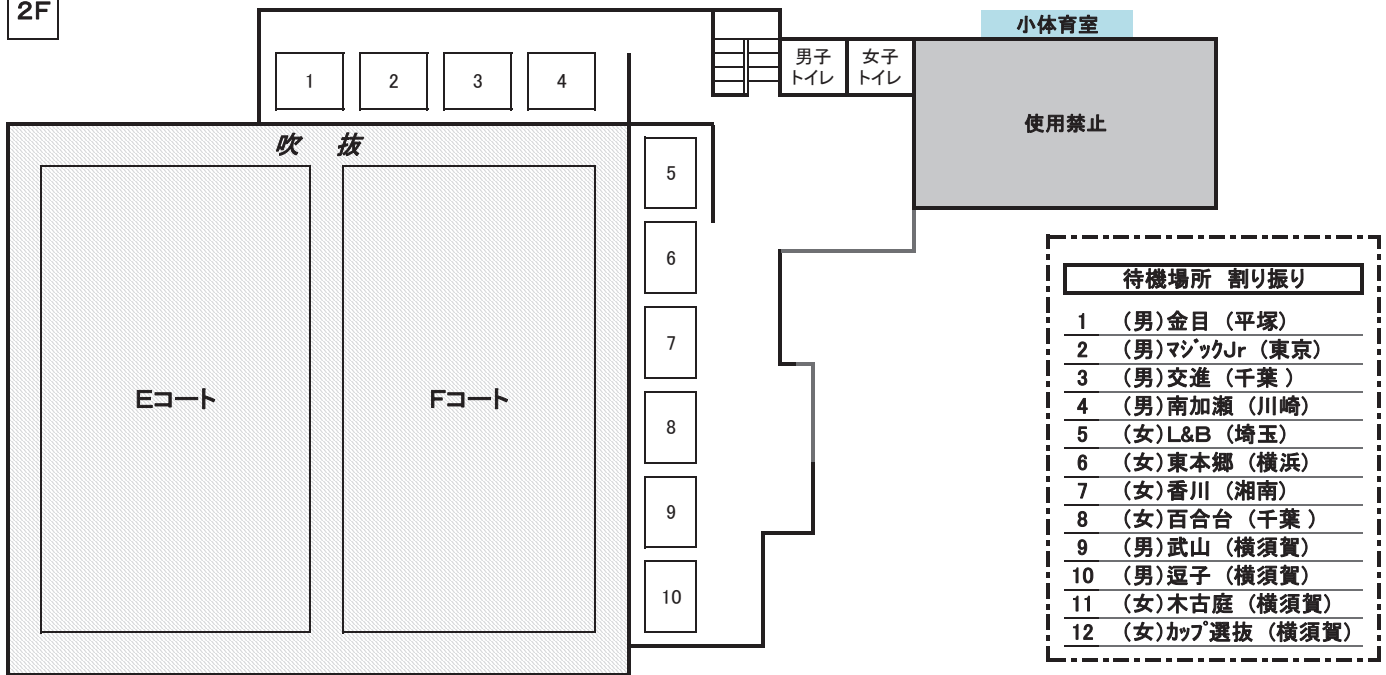 2F
小体育室
男子
トイレ
女子
トイレ
使用禁止
1
2
3
4
吹 抜
5
6
7
8
9
10
Eコート
Fコート
待機場所 割り振り
1 (男)金目 (平塚)
2 (男)ﾏｼﾞｯｸJr (東京)
3 (男)交進 (千葉 )
4 (男)南加瀬 (川崎)
5 (女)L&B (埼玉)
6 (女)東本郷 (横浜)
7 (女)香川 (湘南)
8 (女)百合台 (千葉 )
9 (男)武山 (横須賀)
10 (男)逗子 (横須賀)
11 (女)木古庭 (横須賀)
12 (女)ｶｯﾌﾟ選抜 (横須賀)